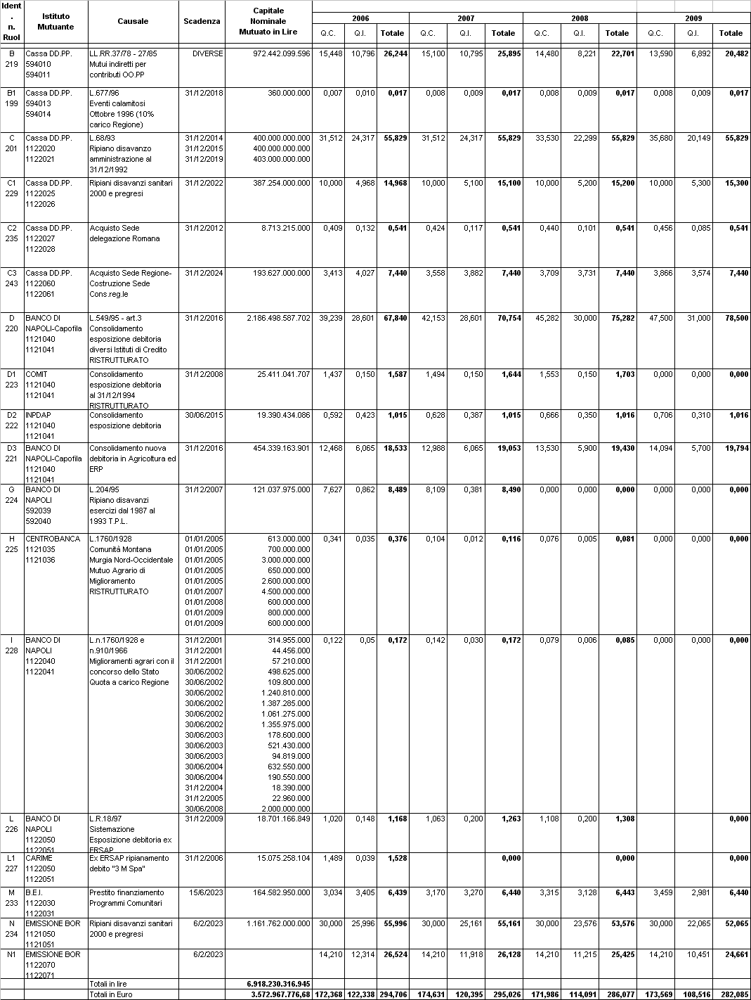 Ident
.
n.
Ruol
Istituto
Mutuante
Causale
Scadenza
Capitale
Nominale
Mutuato in Lire
2006 2007 2008 2009
Q.C. Q.I. Totale Q.C. Q.I. Totale Q.C. Q.I. Totale Q.C. Q.I. Totale
B Cassa DD.PP. LL.RR.37/78 - 27/85 DIVERSE 972.442.099.596 15,448 10,796 26,244 15,100 10,795 25,895 14,480 8,221 22,701 13,590 6,892 20,482
219 594010 Mutui indiretti per
594011 contributi OO.PP
B1 Cassa DD.PP. L.677/96 31/12/2018 360.000.000 0,007 0,010 0,017 0,008 0,009 0,017 0,008 0,009 0,017 0,008 0,009 0,017
199 594013 Eventi calamitosi
594014 Ottobre 1996 (10%
carico Regione)
C Cassa DD.PP. L.68/93 31/12/2014 400.000.000.000 31,512 24,317 55,829 31,512 24,317 55,829 33,530 22,299 55,829 35,680 20,149 55,829
201 1122020 Ripiano disavanzo 31/12/2015 400.000.000.000
1122021 amministrazione al 31/12/2019 403.000.000.000
31/12/1992
C1 Cassa DD.PP. Ripiani disavanzi sanitari 31/12/2022 387.254.000.000 10,000 4,968 14,968 10,000 5,100 15,100 10,000 5,200 15,200 10,000 5,300 15,300
229 1122025 2000 e pregresi
1122026
C2 Cassa DD.PP. Acquisto Sede 31/12/2012 8.713.215.000 0,409 0,132 0,541 0,424 0,117 0,541 0,440 0,101 0,541 0,456 0,085 0,541
235 1122027 delegazione Romana
1122028
C3 Cassa DD.PP. Acquisto Sede Regione- 31/12/2024 193.627.000.000 3,413 4,027 7,440 3,558 3,882 7,440 3,709 3,731 7,440 3,866 3,574 7,440
243 1122060 Costruzione Sede
1122061 Cons.reg.le
D BANCO DI L.549/95 - art.3 31/12/2016 2.186.498.587.702 39,239 28,601 67,840 42,153 28,601 70,754 45,282 30,000 75,282 47,500 31,000 78,500
220 NAPOLI-Capofila Consolidamento
1121040 esposizione debitoria
1121041 diversi Istituti di Credito
RISTRUTTURATO
D1 COMIT Consolidamento 31/12/2008 25.411.041.707 1,437 0,150 1,587 1,494 0,150 1,644 1,553 0,150 1,703 0,000 0,000 0,000
223 1121040 esposizione debitoria
1121041 al 31/12/1994
RISTRUTTURATO
D2 INPDAP Consolidamento 30/06/2015 19.390.434.086 0,592 0,423 1,015 0,628 0,387 1,015 0,666 0,350 1,016 0,706 0,310 1,016
222 1121040 esposizione debitoria
1121041
D3 BANCO DI Consolidamento nuova 31/12/2016 454.339.163.901 12,468 6,065 18,533 12,988 6,065 19,053 13,530 5,900 19,430 14,094 5,700 19,794
221 NAPOLI-Capofila debitoria in Agricoltura ed
1121040 ERP
1121041
G BANCO DI L.204/95 31/12/2007 121.037.975.000 7,627 0,862 8,489 8,109 0,381 8,490 0,000 0,000 0,000 0,000 0,000 0,000
224 NAPOLI Ripiano disavanzi
592039 esercizi dal 1987 al
592040 1993 T.P.L.
H CENTROBANCA L.1760/1928 01/01/2005 613.000.000 0,341 0,035 0,376 0,104 0,012 0,116 0,076 0,005 0,081 0,000 0,000 0,000
225 1121035 Comunità Montana 01/01/2005 700.000.000
1121036 Murgia Nord-Occidentale 01/01/2005 3.000.000.000
Mutuo Agrario di 01/01/2005 650.000.000
Miglioramento 01/01/2005 2.600.000.000
RISTRUTTURATO 01/01/2007 4.500.000.000
01/01/2008 600.000.000
01/01/2009 800.000.000
01/01/2009 600.000.000
I BANCO DI L.n.1760/1928 e 31/12/2001 314.955.000 0,122 0,05 0,172 0,142 0,030 0,172 0,079 0,006 0,085 0,000 0,000 0,000
228 NAPOLI n.910/1966 31/12/2001 44.456.000
1122040 Miglioramenti agrari con il 31/12/2001 57.210.000
1122041 concorso dello Stato 30/06/2002 498.625.000
Quota a carico Regione 30/06/2002 109.800.000
30/06/2002 1.240.810.000
30/06/2002 1.387.285.000
30/06/2002 1.061.275.000
30/06/2002 1.355.975.000
30/06/2003 178.600.000
30/06/2003 521.430.000
30/06/2003 94.819.000
30/06/2004 632.550.000
30/06/2004 190.550.000
31/12/2004 18.390.000
31/12/2005 22.960.000
30/06/2008 2.000.000.000
L BANCO DI L.R.18/97 31/12/2009 18.701.166.849 1,020 0,148 1,168 1,063 0,200 1,263 1,108 0,200 1,308 0,000
226 NAPOLI Sistemazione
1122050 Esposizione debitoria ex
1122051 ERSAP
L1 CARIME Ex ERSAP ripianamento 31/12/2006 15.075.258.104 1,489 0,039 1,528 0,000 0,000 0,000
227 1122050 debito "3 M Spa"
1122051
M B.E.I. Prestito finanziamento 15/6/2023 164.582.950.000 3,034 3,405 6,439 3,170 3,270 6,440 3,315 3,128 6,443 3,459 2,981 6,440
233 1122030 Programmi Comunitari
1122031
N EMISSIONE BOR Ripiani disavanzi sanitari 6/2/2023 1.161.762.000.000 30,000 25,996 55,996 30,000 25,161 55,161 30,000 23,576 53,576 30,000 22,065 52,065
234 1121050 2000 e pregresi
1121051
N1 EMISSIONE BOR 6/2/2023 14,210 12,314 26,524 14,210 11,918 26,128 14,210 11,215 25,425 14,210 10,451 24,661
1122070
1122071
Totali in lire 6.918.230.316.945
Totali in Euro 3.572.967.776,68 172,368 122,338 294,706 174,631 120,395 295,026 171,986 114,091 286,077 173,569 108,516 282,085